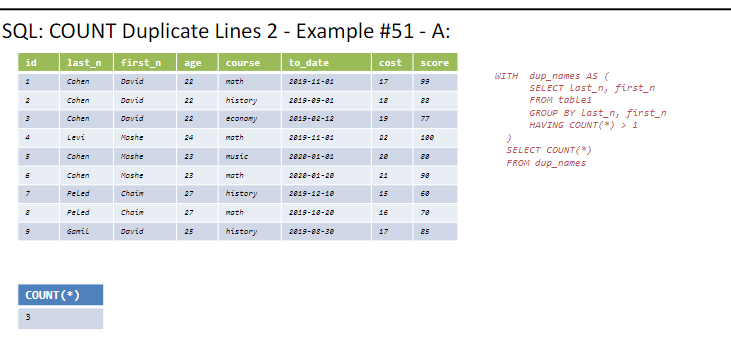 SQL: COUNT Duplicate Lines 2 - Example #51 - A:
id last_n first_n age course to_date cost score
1 Cohen David 22 math 2019-11-01 17 99
2 Cohen David 22 history 2019-09-01 18 88
3 Cohen David 22 economy 2019-02-12 19 77
4 Levi Moshe 24 math 2019-11-01 22 100
5 Cohen Moshe 23 music 2020-01-01 20 80
6 Cohen Moshe 23 math 2020-01-20 21 90
7 Peled Chaim 27 history 2019-12-10 15 60
8 Peled Chaim 27 math 2019-10-20 16 70
9 Gamil David 25 history 2019-08-30 17 85
WITH dup_names AS (
SELECT last_n, first_n
FROM table1
GROUP BY last_n, first_n
HAVING COUNT(*) > 1
)
SELECT COUNT(*)
FROM dup_names
COUNT(*)
3